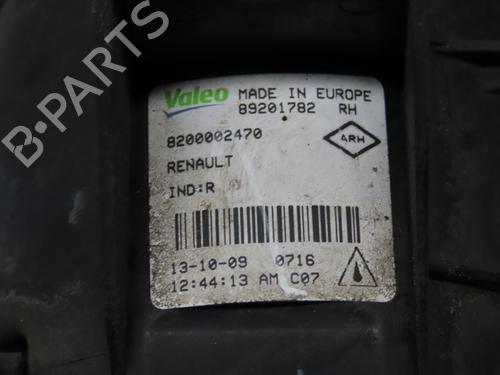 Valeo MADE IN EUROPE
89201782 RH
8200002470
ARH
RENAULT
IND:R
13-10-09 0716
12:44:13 AM C07
B-PARTS